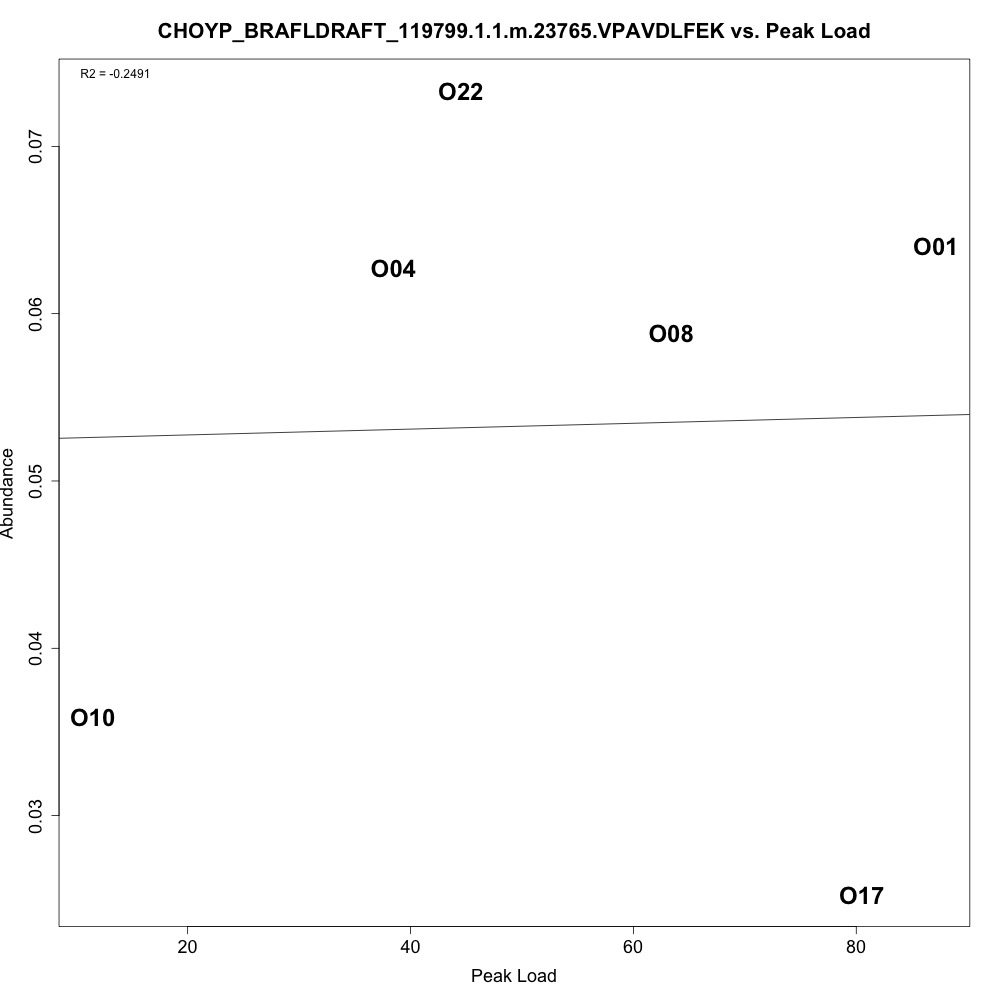 CHOYP_BRAFLDRAFT_119799.1.1.m.23765.VPAVDLFEK vs. Peak Load
R2 = -0.2491
O22
0.07
O01
O04
0.06
O08
0.05
Abundance
0.04
O10
0.03
O17
20 40 60 80
Peak Load